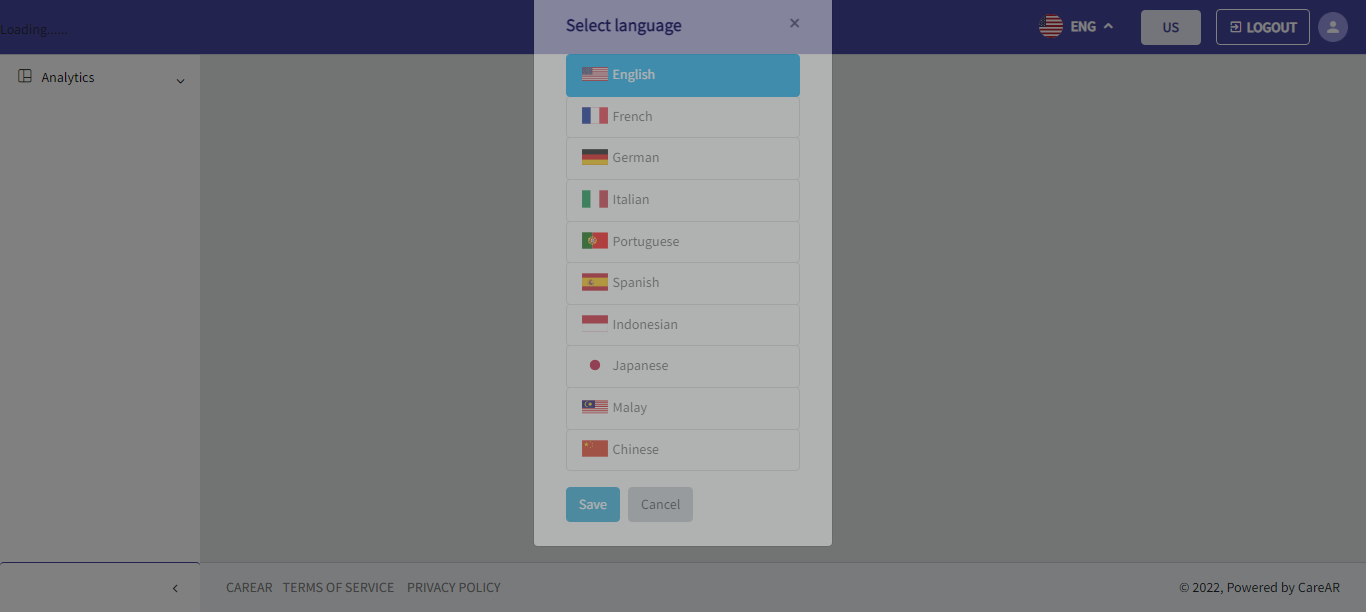 Loading......
Select language
ENG
US
LOGOUT
Analytics
English
French
German
Italian
Portuguese
Spanish
Indonesian
Japanese
Malay
Chinese
Save Cancel
CAREAR TERMS OF SERVICE PRIVACY POLICY
© 2022, Powered by CareAR